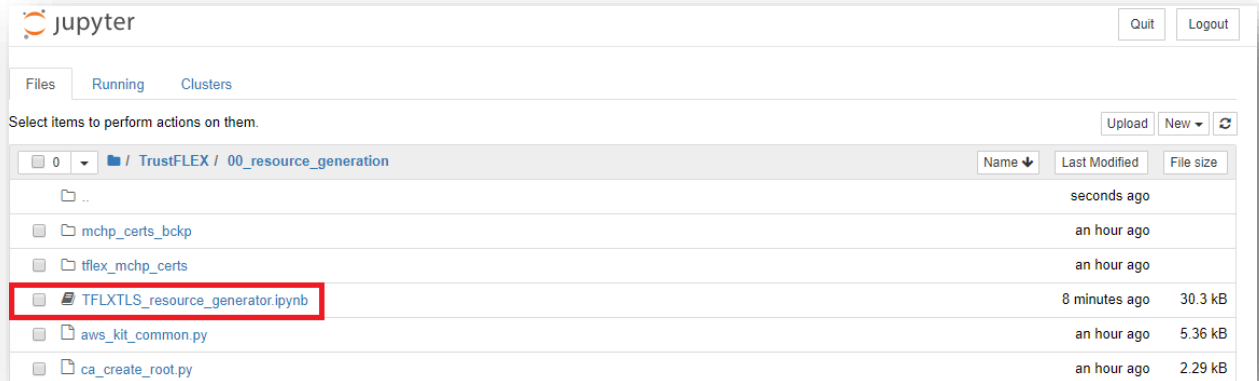 jupyter Quit Logout
Files Running Clusters
Select items to perform actions on them. Upload New
0 / TrustFLEX / 00_resource_generation Name Last Modified File size
.. seconds ago
mchp_certs_bckp an hour ago
tflex_mchp_certs an hour ago
TFLXTLS_resource_generator.ipynb 8 minutes ago 30.3 kB
aws_kit_common.py an hour ago 5.36 kB
ca_create_root.py an hour ago 2.29 kB